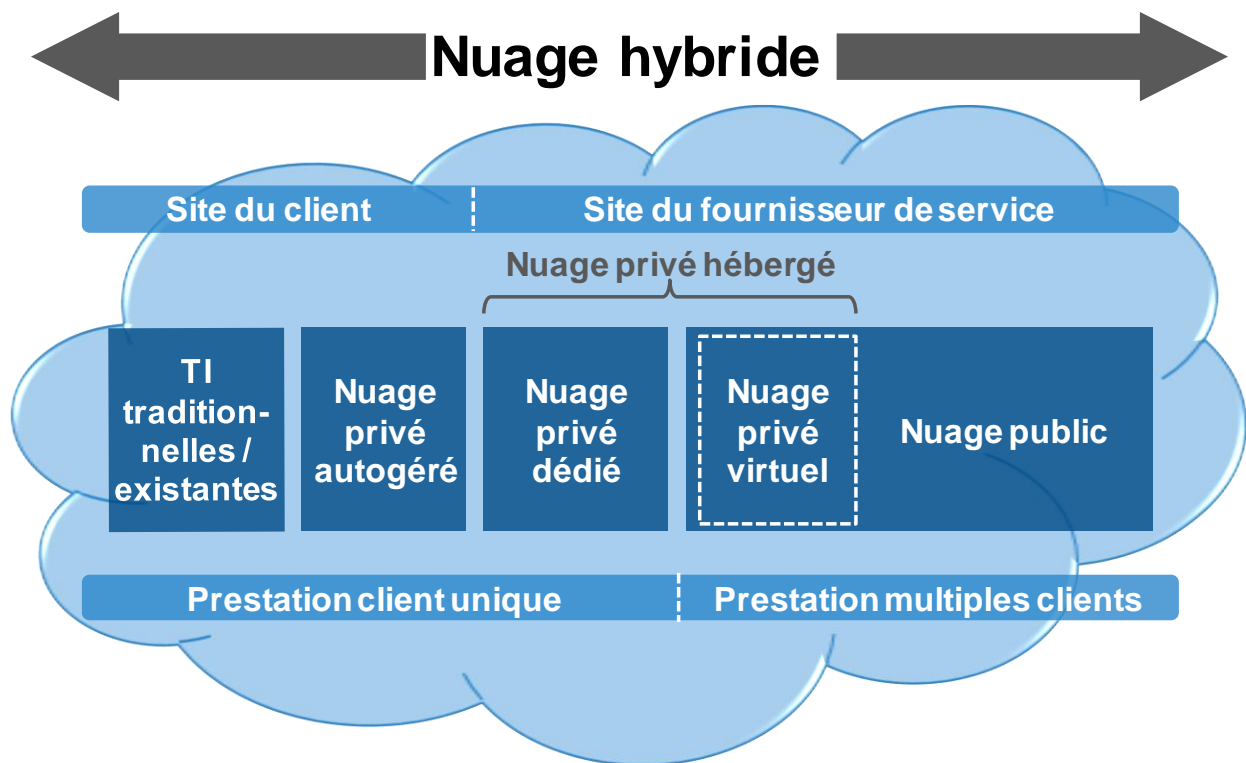 Nuage hybride
Site du client
Site du fournisseur de service
Nuage privé hébergé
TI
tradition-
nelles /
existantes
Nuage
privé
autogéré
Nuage
privé
dédié
Nuage
privé
virtuel
Nuage public
Prestation client unique
Prestation multiples clients